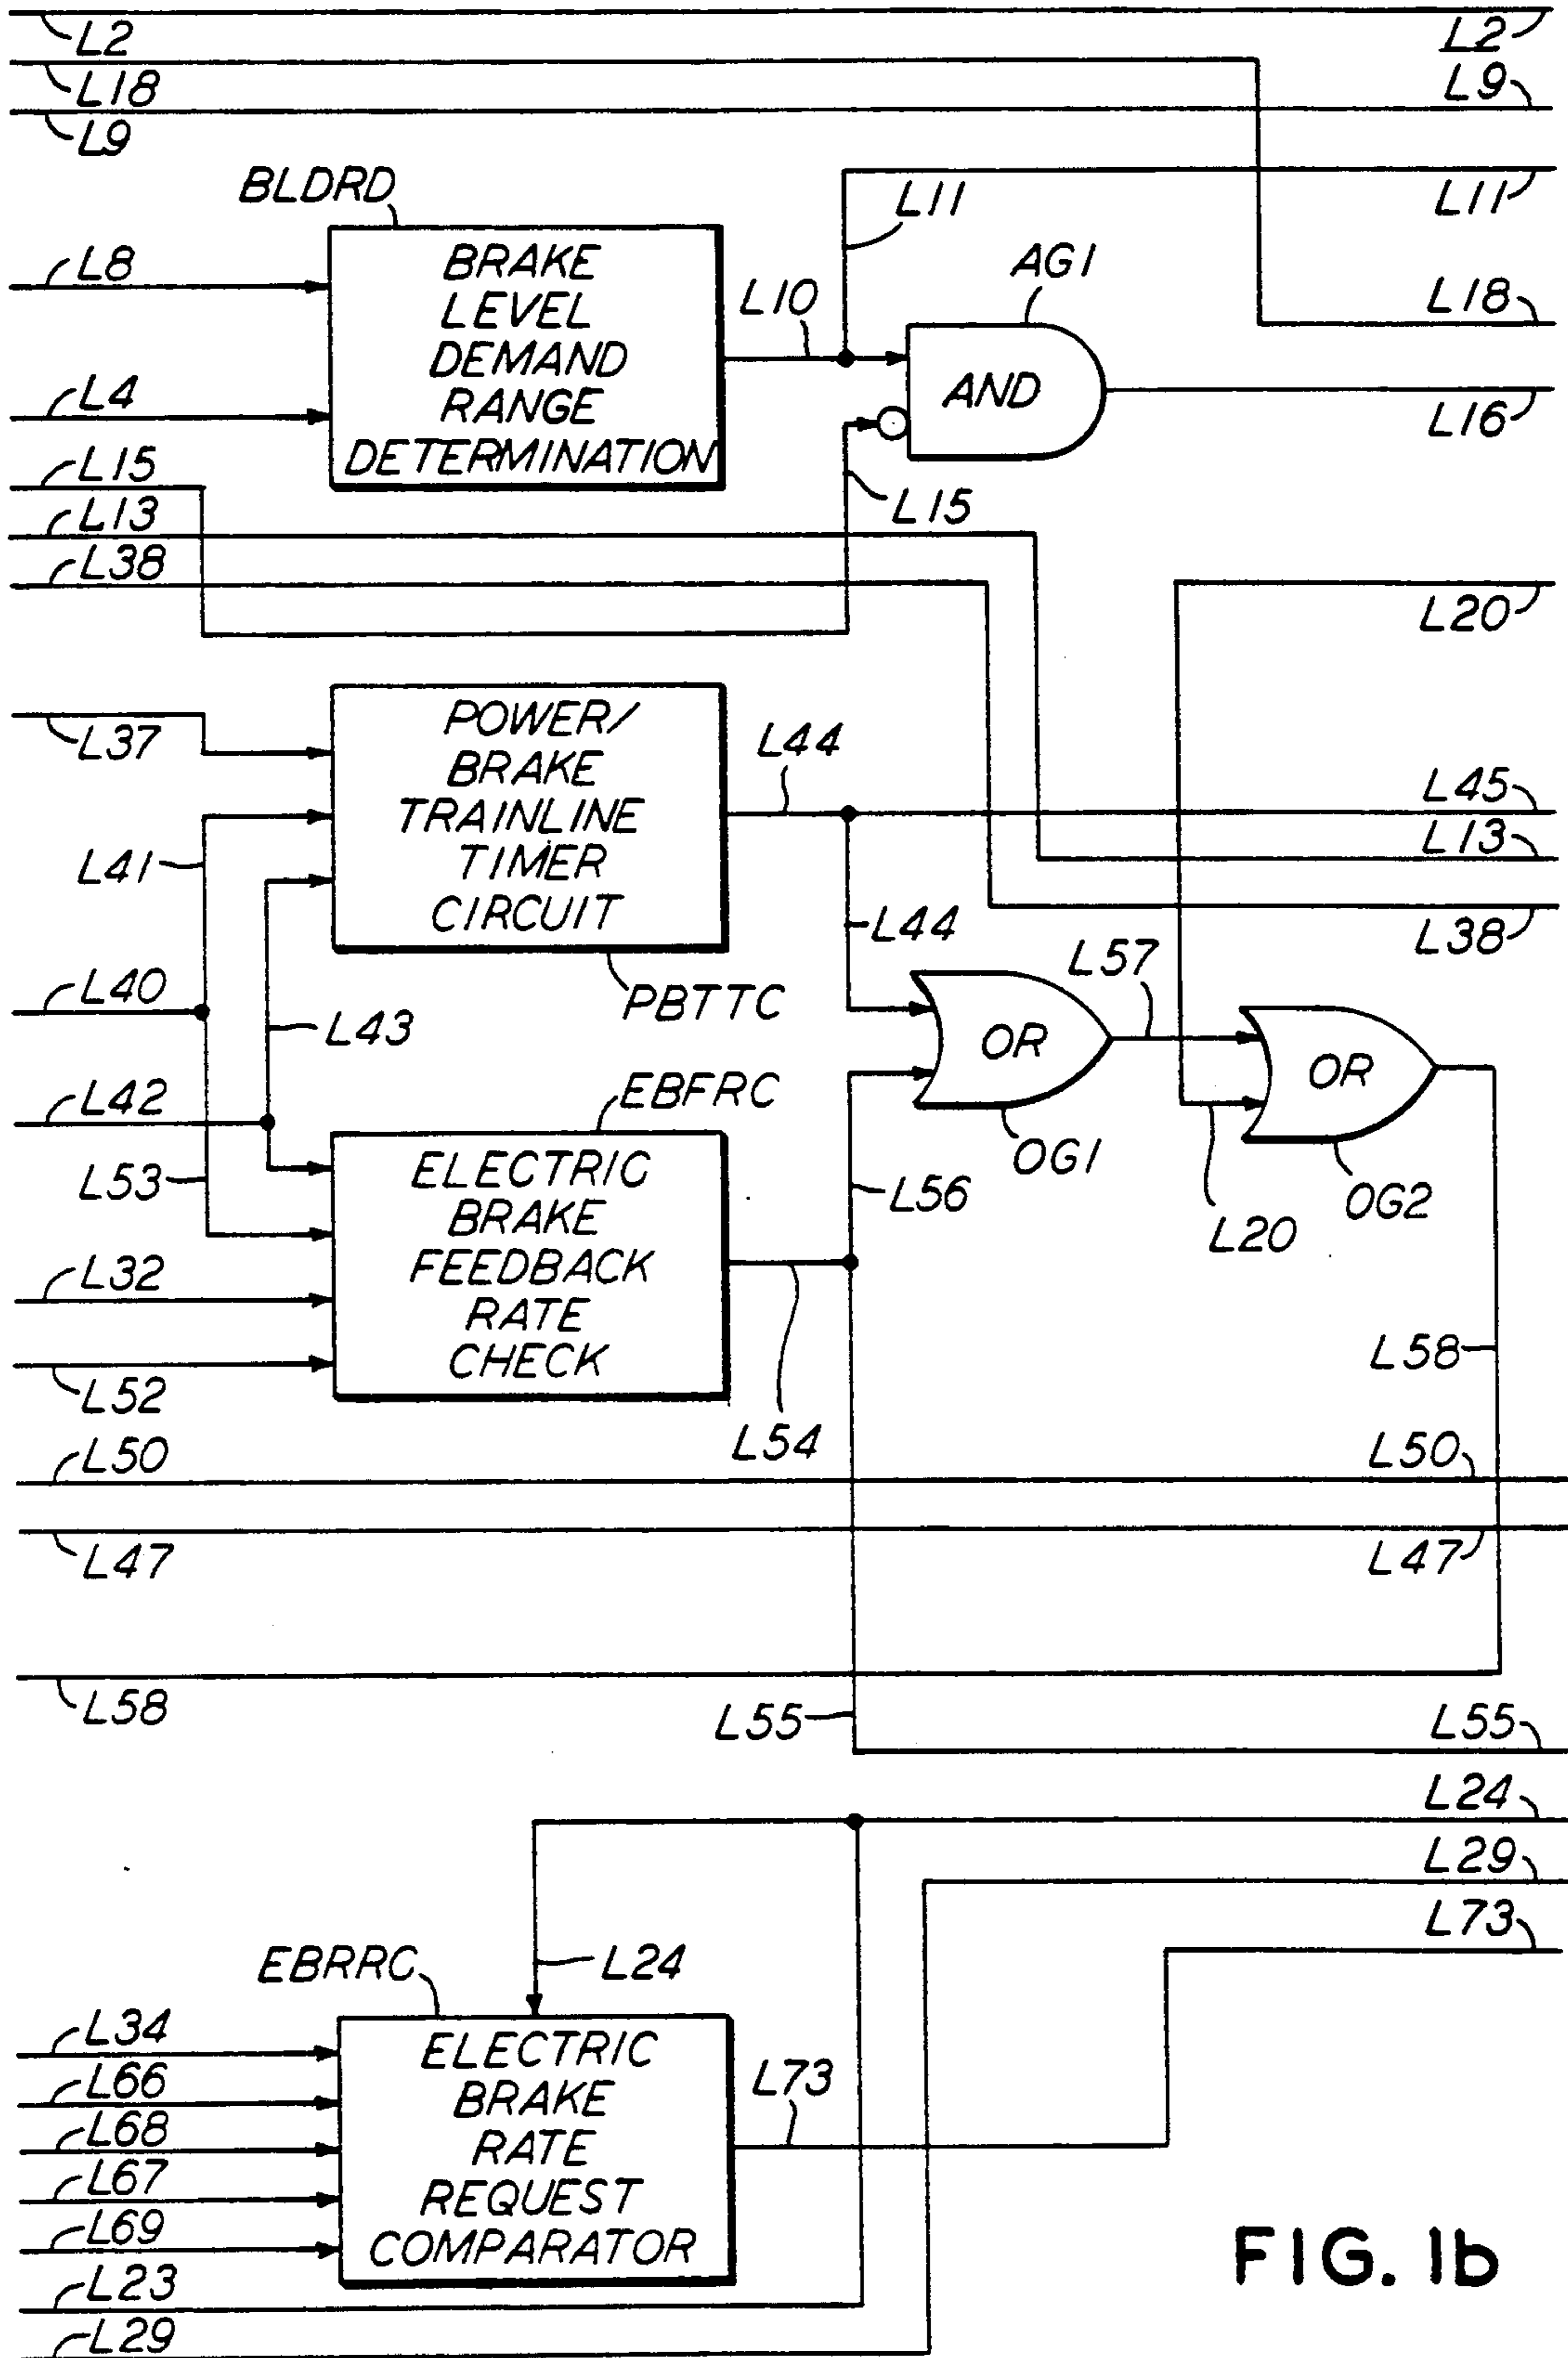 L2
L2
L18
L9
L9
BLDRD
L11
L11
L8
BRAKE
LEVEL
DEMAND
RANGE
DETERMINATION
L10
AG1
L18
AND
L4
L16
L15
L15
L13
L38
L20
L37
POWER/
BRAKE
TRAINLINE
TIMER
CIRCUIT
L44
L45
L13
L41
L44
L38
L40
PBTTC
L57
L43
OR
OR
L42
EBFRC
OG1
OG2
L53
ELECTRIC
BRAKE
FEEDBACK
RATE
CHECK
L56
L20
L32
L58
L52
L54
L50
L50
L47
L47
L58
L55
L55
L24
L29
L73
EBRRC
L24
L34
ELECTRIC
BRAKE
RATE
REQUEST
COMPARATOR
L66
L73
L68
L67
L69
L23
L29
FIG. 1b